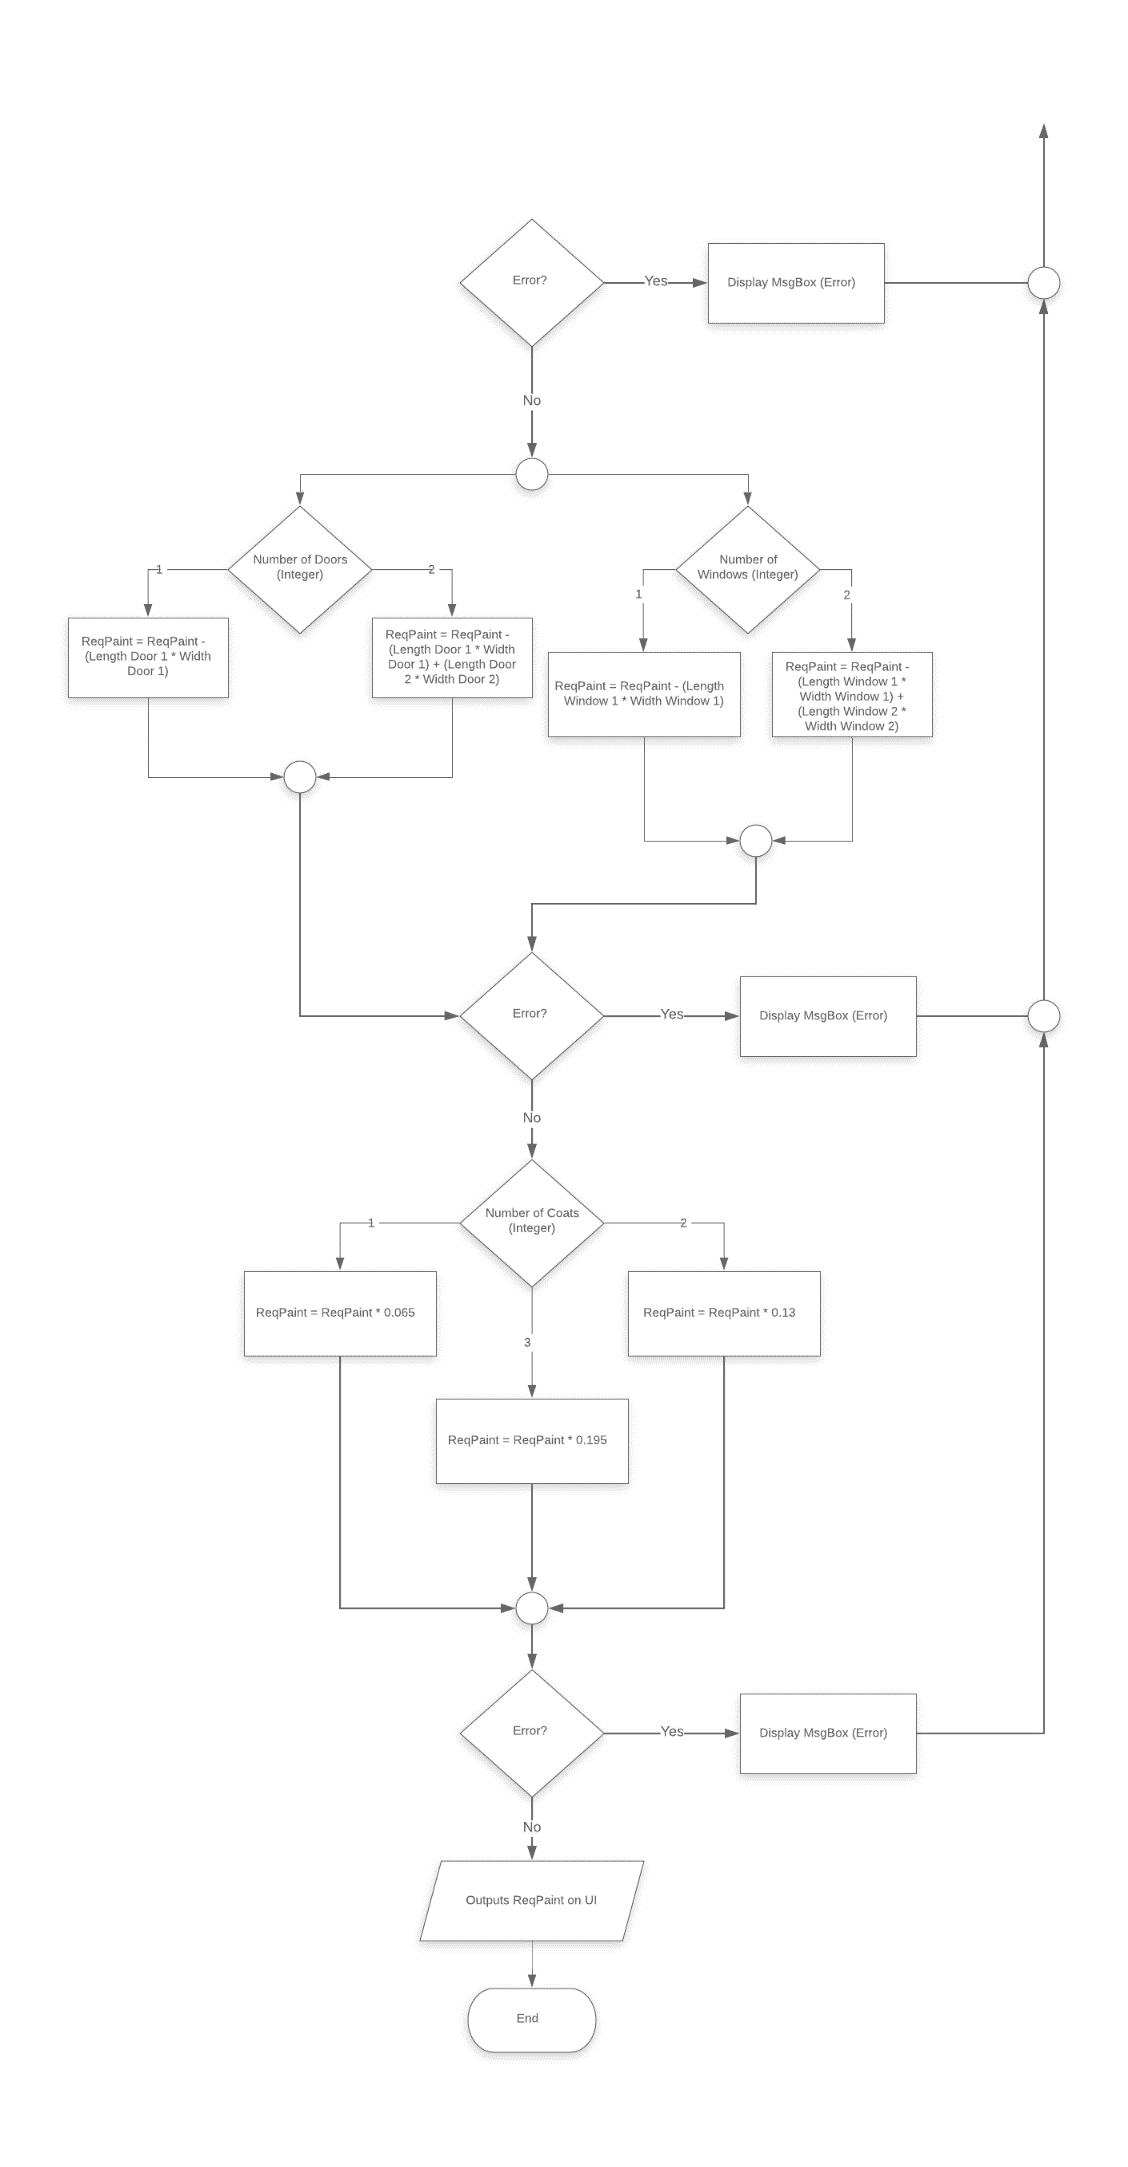 Error?
Yes
Display MsgBox (Error)
No
Number of Doors
(Integer)
1
2
Number of
Windows (Integer)
1
2
ReqPaint = ReqPaint -
(Length Door 1 * Width
Door 1)
ReqPaint = ReqPaint -
(Length Door 1 * Width
Door 1) + (Length Door
2 * Width Door 2)
ReqPaint = ReqPaint - (Length
Window 1 * Width Window 1)
ReqPaint = ReqPaint -
(Length Window 1 *
Width Window 1) +
(Length Window 2 *
Width Window 2)
Error?
Yes
Display MsgBox (Error)
No
Number of Coats
(Integer)
1
2
ReqPaint = ReqPaint * 0.065
ReqPaint = ReqPaint * 0.13
3
ReqPaint = ReqPaint * 0.195
Error?
Yes
Display MsgBox (Error)
No
Outputs ReqPaint on UI
End